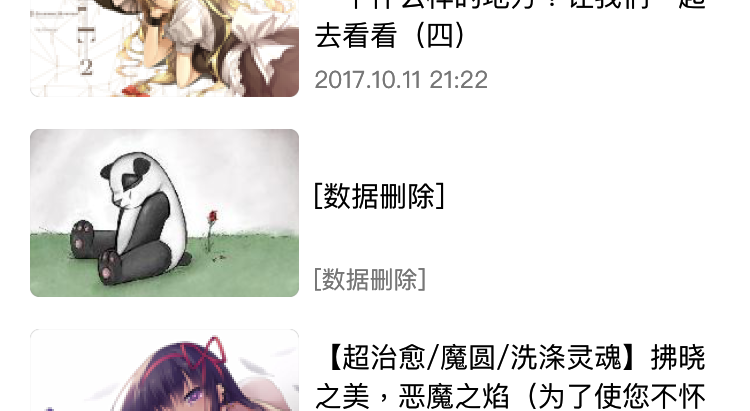 去看看（四）
2017.10.11 21:22
[数据删除]
[数据删除]
【超治愈/魔圆/洗涤灵魂】拂晓
之美，恶魔之焰（为了使您不怀